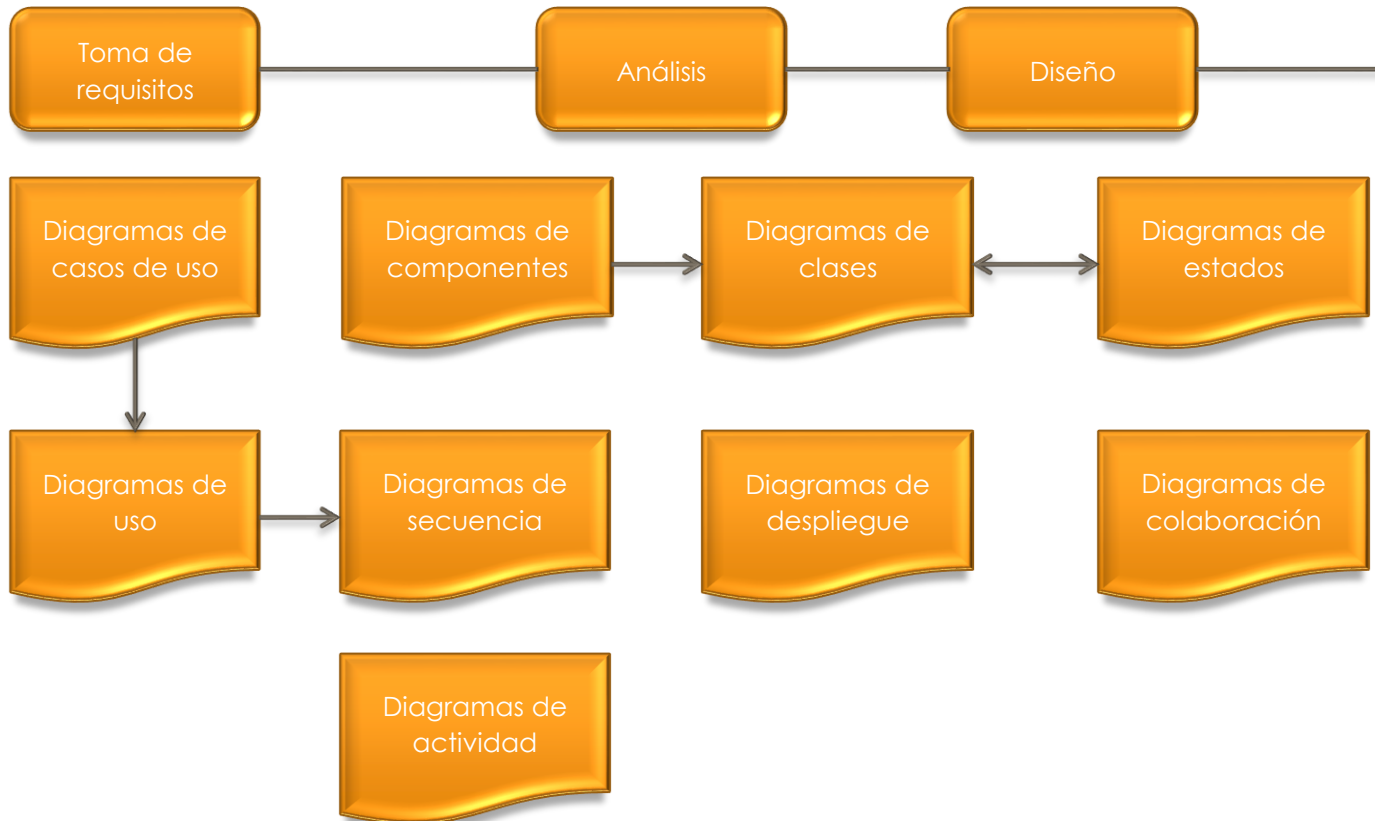 Toma de
requisitos
Análisis
Diseño
Diagramas de
casos de uso
Diagramas de
componentes
Diagramas de
clases
Diagramas de
estados
Diagramas de
uso
Diagramas de
secuencia
Diagramas de
despliegue
Diagramas de
colaboración
Diagramas de
actividad